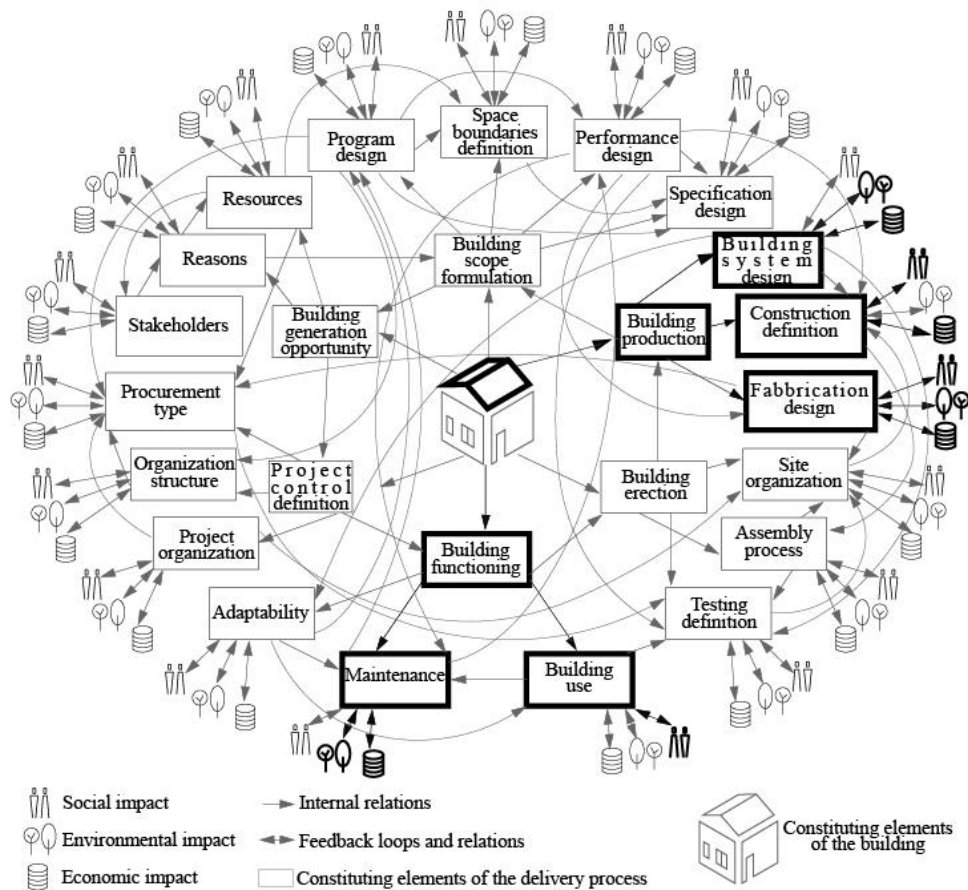 Program
design
Space
boundaries
definition
Performance
design
Resources
Specification
design
Reasons
Building
scope
formulation
Building
system
design
Stakeholders
Building
generation
opportunity
Building
production
Construction
definition
Procurement
type
Fabbrication
design
Organization
structure
Project
control
definition
Building
erection
Site
organization
Project
organization
Building
functioning
Assembly
process
Adaptability
Testing
definition
Maintenance
Building
use
Social impact
Internal relations
Environmental impact
Feedback loops and relations
Economic impact
Constituting elements of the delivery process
Constituting elements
of the building